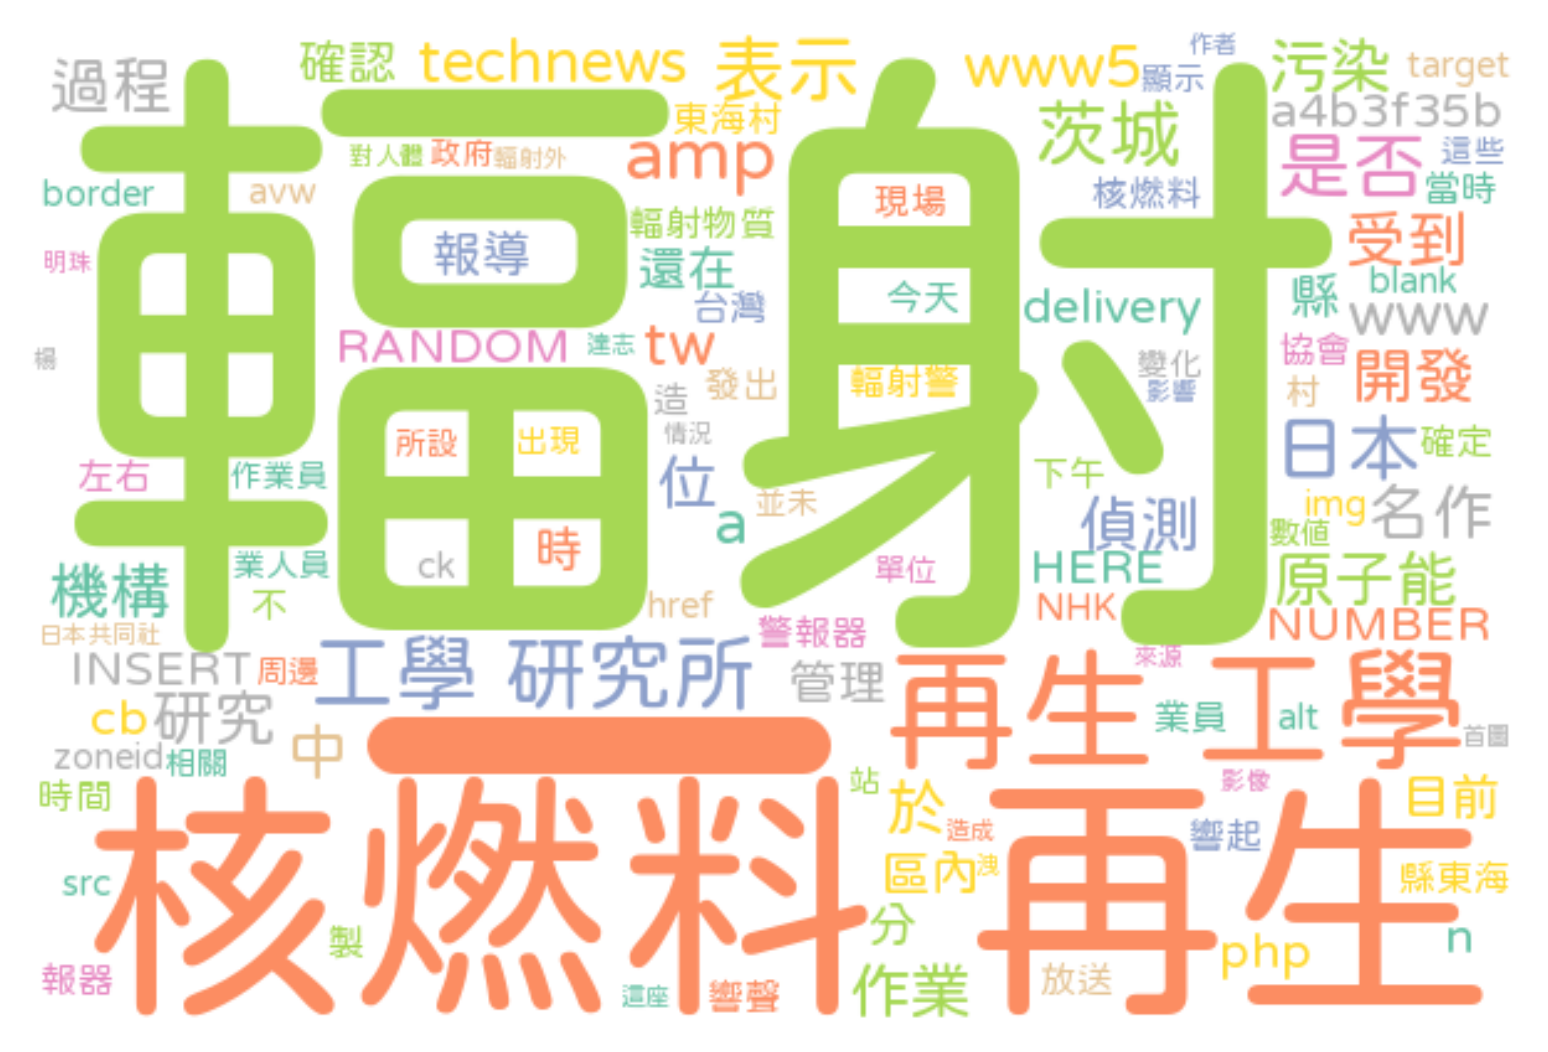 過程
確認
technews
表示
www5
作者
顯示
污染
target
東海村
a4b3f35b
茨城
對人體
政府
輻射外
amp
是否
這些
border
avw
輻射
現場
核燃料
當時
明珠
報導
輻射物質
受到
還在
今天
delivery
縣
blank
台灣
www
楊
RANDOM
達志
tw
變化
協會
開發
發出
輻射警
影響
村
造
所設
出現
情況
日本
確定
左右
作業員
位
下午
並未
img
名作
a
偵測
數值
ck
時
機構
業人員
單位
HERE
原子能
不
href
NHK
NUMBER
日本共同社
警報器
INSERT
周邊
工學 研究所
管理
來源
再生
工學
cb
研究
業員
alt
首圖
zoneid
相關
中
時間
站
影像
目前
於
造成
響起
核燃料
再生
src
區內
洩
縣東海
製
分
php
n
報器
這座
響聲
作業
放送